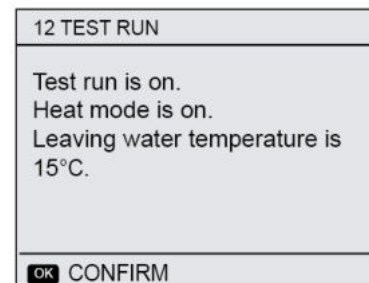 12 TEST RUN
Test run is on.
Heat mode is on.
Leaving water temperature is
15°C.
OK CONFIRM